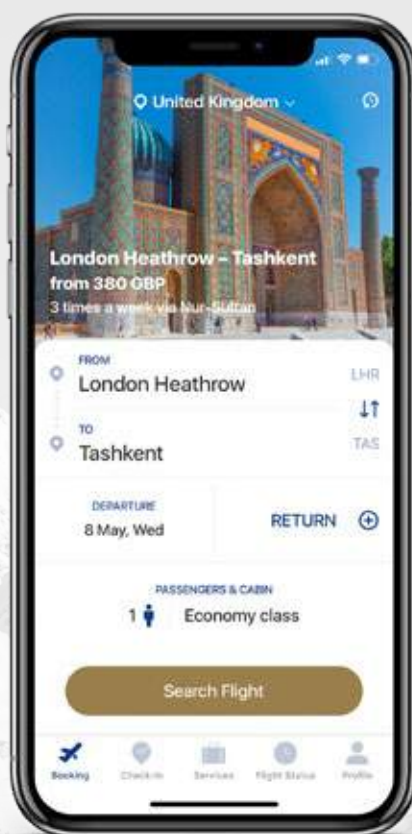 United Kingdom
London Heathrow – Tashkent
from 380 GBP
3 times a week via Nur-Sultan
FROM
London Heathrow
LHR
TO
Tashkent
TAS
DEPARTURE
8 May, Wed
RETURN
PASSENGERS & CABIN
1
Economy class
Search Flight
Booking
Check-in
Services
Flight Status
Profile